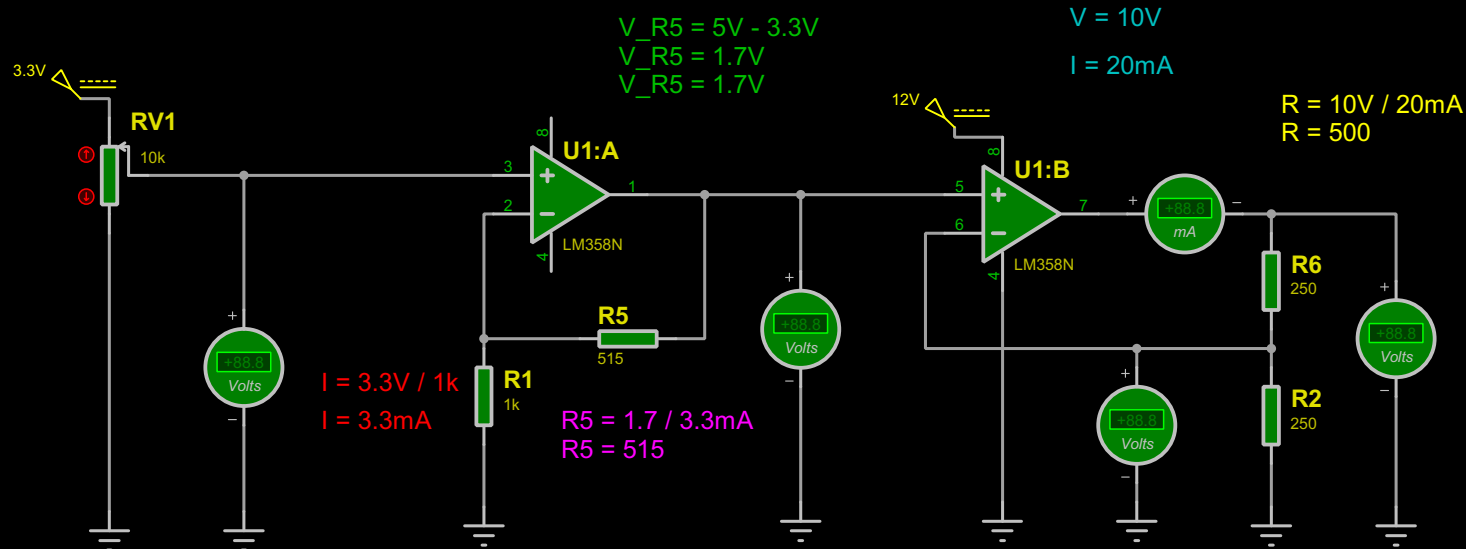 V_R5 = 5V - 3.3V
V_R5 = 1.7V
V_R5 = 1.7V
V = 10V
I = 20mA
R = 10V / 20mA
R = 500
3.3V
RV1
10k
12V
8
U1:A
3
2
1
4
LM358N
8
U1:B
5
6
7
4
LM358N
+
+88.8
mA
−
R6
250
R5
515
R1
1k
R2
250
+
+88.8
Volts
−
+
+88.8
Volts
−
+
+88.8
Volts
−
+
+88.8
Volts
−
I = 3.3V / 1k
I = 3.3mA
R5 = 1.7 / 3.3mA
R5 = 515